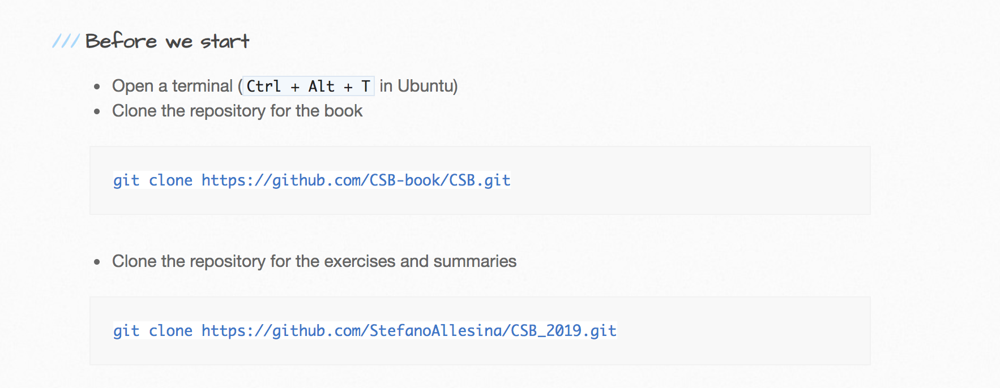 /// Before we start
• Open a terminal (Ctrl + Alt + T in Ubuntu)
• Clone the repository for the book
git clone https://github.com/CSB-book/CSB.git
• Clone the repository for the exercises and summaries
git clone https://github.com/StefanoAllesina/CSB_2019.git